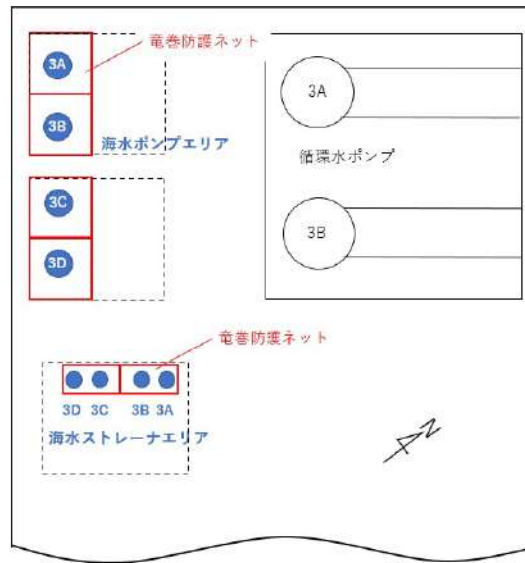 竜巻防護ネット
3A
3A
3B
海水ポンプエリア
循環水ポンプ
3C
3B
3D
竜巻防護ネット
3D 3C 3B 3A
海水ストレーナエリア
N